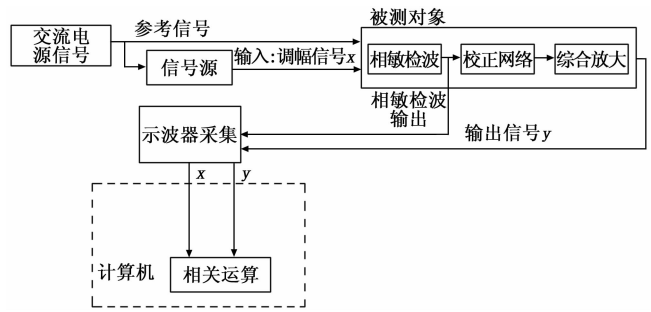 交流电
源信号
参考信号
信号源
输入:调幅信号x
被测对象
相敏检波
校正网络
综合放大
相敏检波
输出
输出信号y
示波器采集
x
y
计算机
相关运算